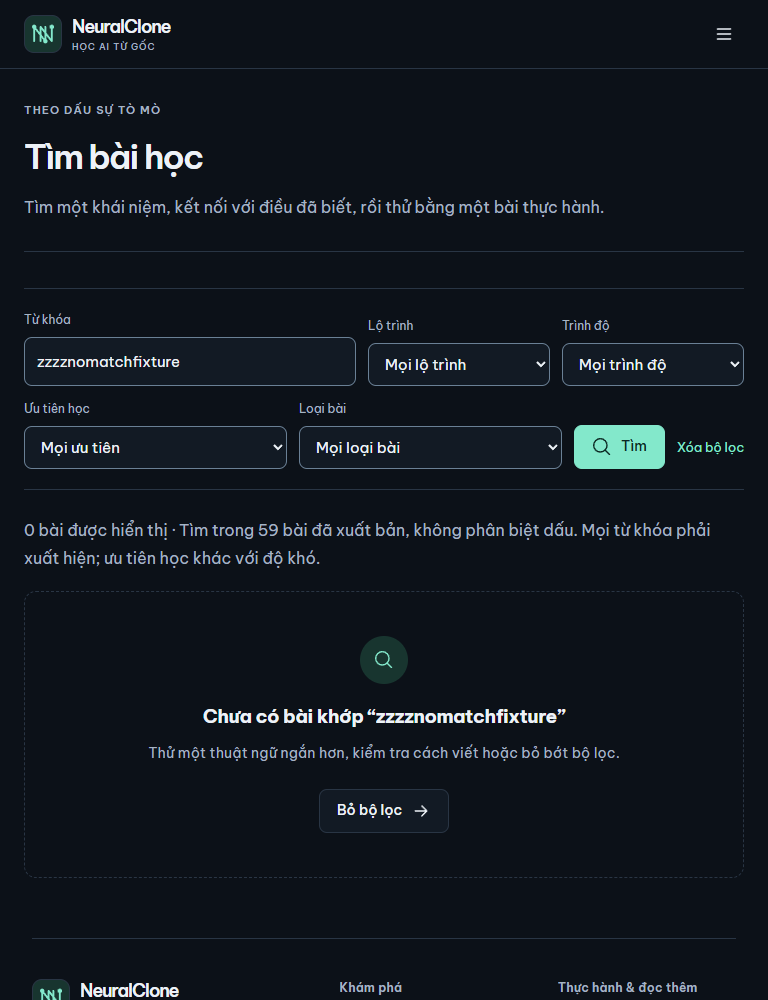 NeuralClone
HỌC AI TỪ GỐC
THEO DẤU SỰ TÒ MÒ
Tìm bài học
Tìm một khái niệm, kết nối với điều đã biết, rồi thử bằng một bài thực hành.
Từ khóa
Lộ trình
Trình độ
zzzznomatchfixture
Mọi lộ trình
Mọi trình độ
Ưu tiên học
Loại bài
Mọi ưu tiên
Mọi loại bài
Tìm
Xóa bộ lọc
0 bài được hiển thị · Tìm trong 59 bài đã xuất bản, không phân biệt dấu. Mọi từ khóa phải
xuất hiện; ưu tiên học khác với độ khó.
Chưa có bài khớp “zzzznomatchfixture”
Thử một thuật ngữ ngắn hơn, kiểm tra cách viết hoặc bỏ bớt bộ lọc.
Bỏ bộ lọc
NeuralClone
Khám phá
Thực hành & đọc thêm